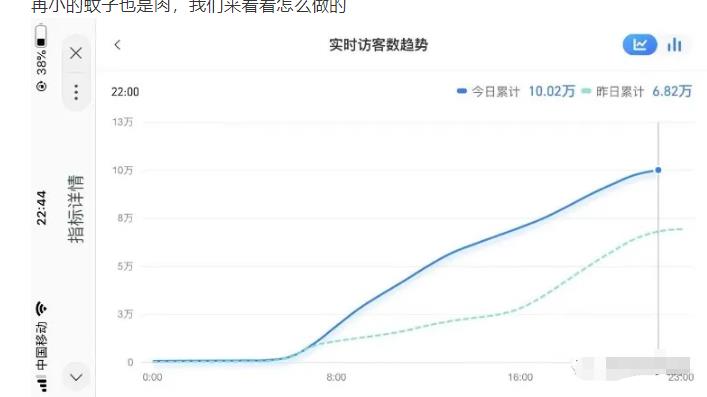 再小的蚊子也是肉，我们来看看怎么做的
38%
22:44
指标详情
中国移动
实时访客数趋势
22:00
今日累计 10.02万 昨日累计 6.82万
13万
10万
8万
5万
3万
0
0:00 8:00 16:00 23:00